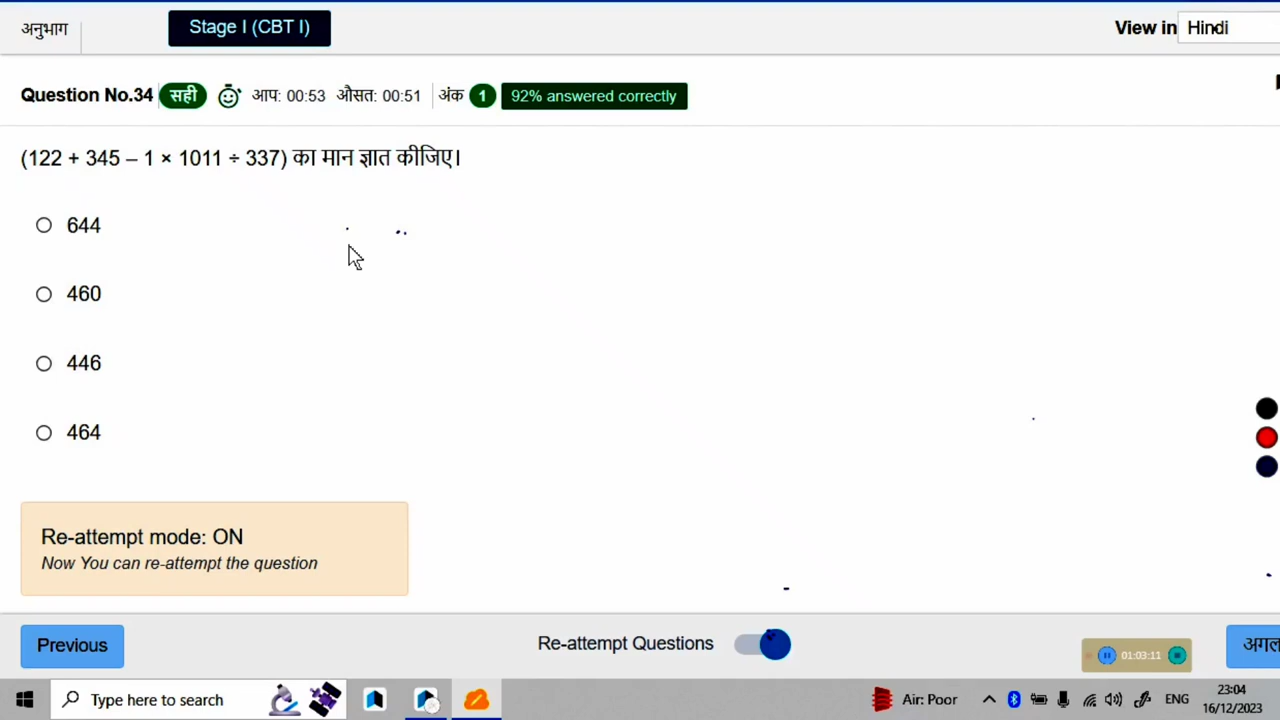 अनुभाग
Stage I (CBT I)
View in Hindi
Question No.34 सही आप: 00:53 औसत: 00:51 अंक 1 92% answered correctly
(122 + 345 – 1 × 1011 ÷ 337) का मान ज्ञात कीजिए।
644
460
446
464
Re-attempt mode: ON
Now You can re-attempt the question
Previous
Re-attempt Questions
01:03:11
Type here to search
Air: Poor
ENG
23:04
16/12/2023